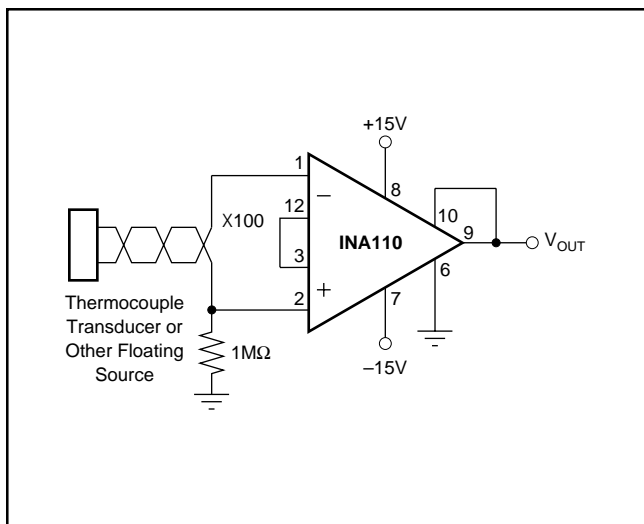 +15V
1
8
12
−
10
X100
INA110
9
VOUT
3
6
2
+
7
Thermocouple
Transducer or
Other Floating
Source
1MΩ
–15V